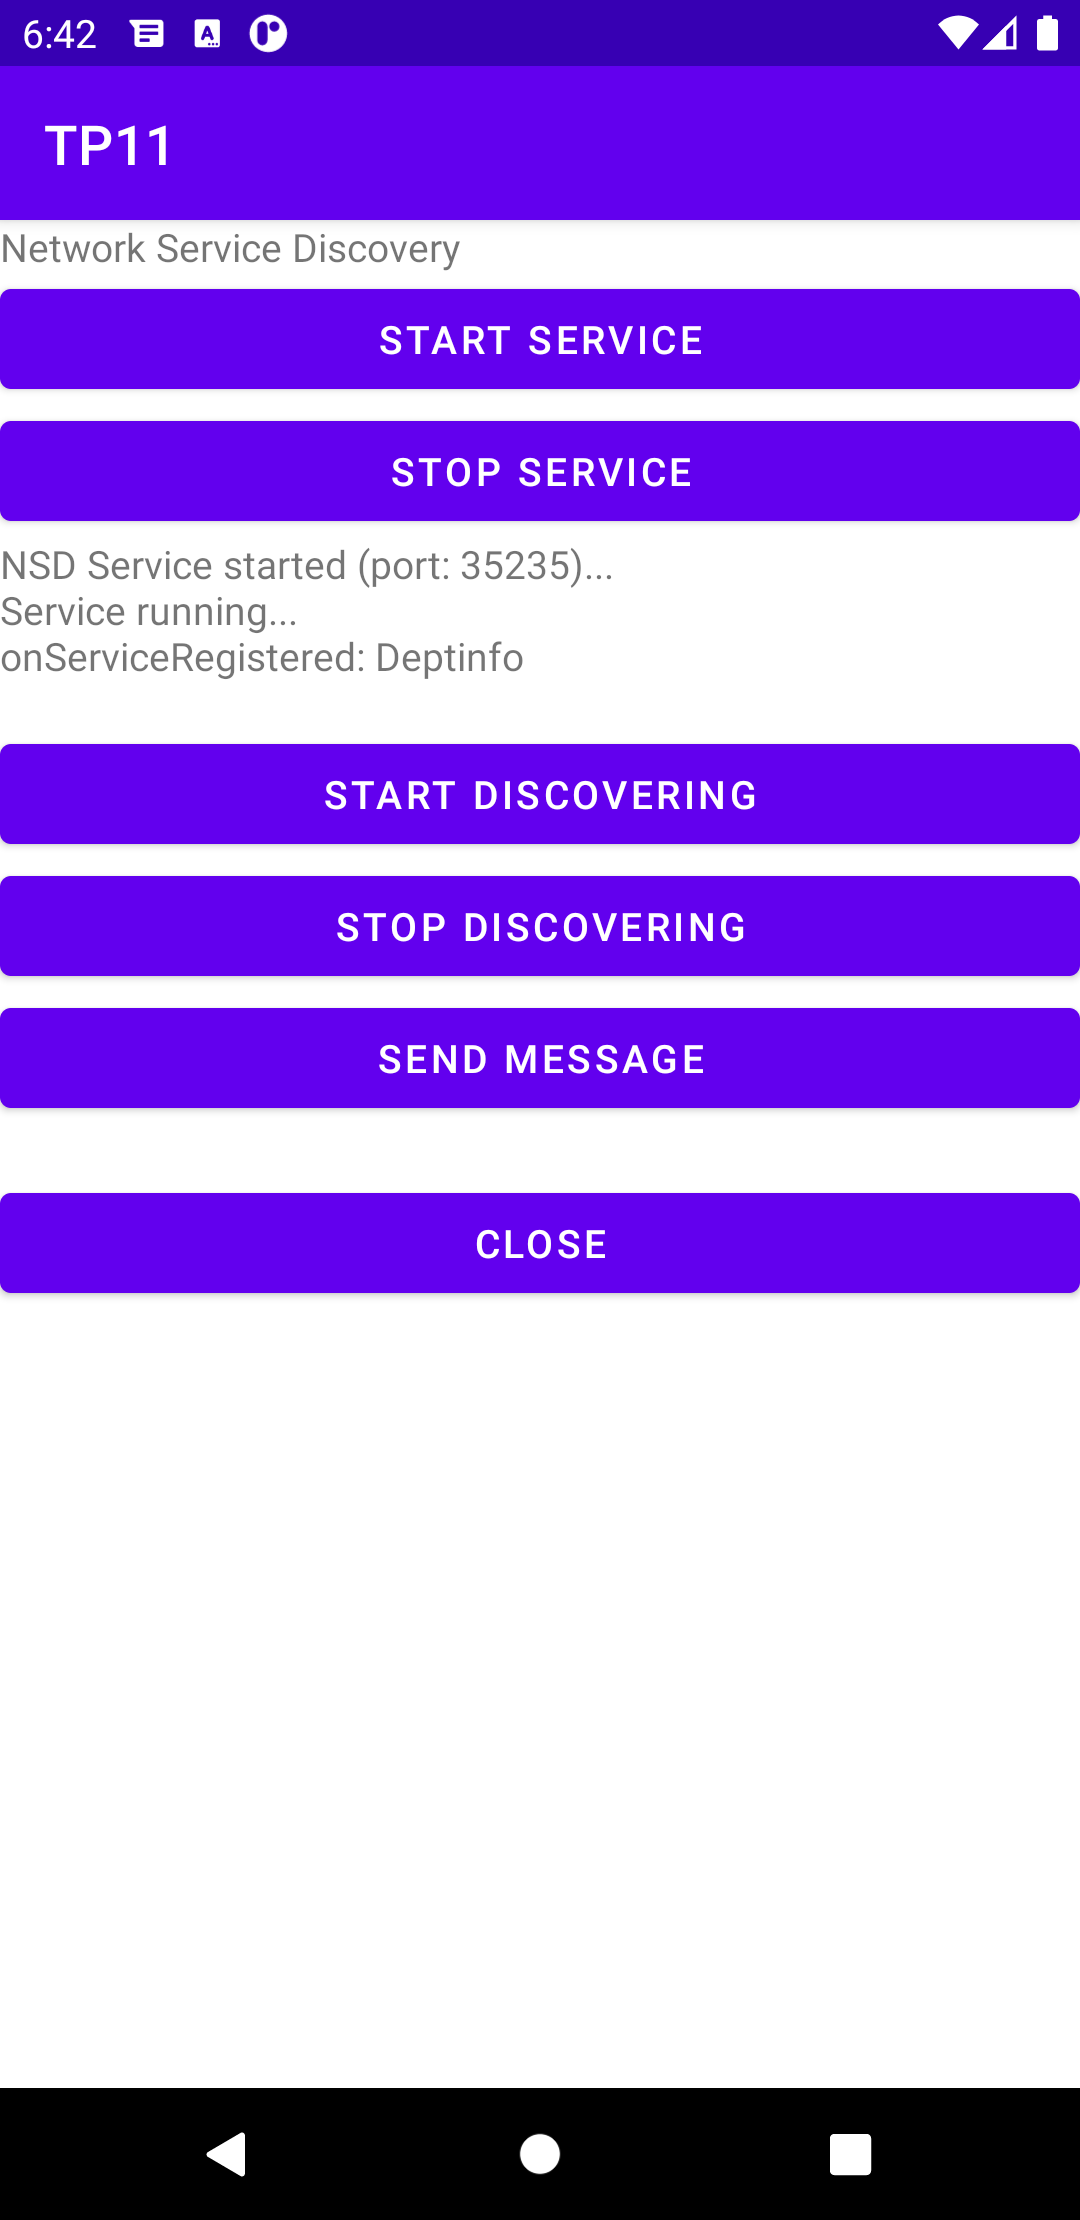 6:42
TP11
Network Service Discovery
START SERVICE
STOP SERVICE
NSD Service started (port: 35235)...
Service running...
onServiceRegistered: Deptinfo
START DISCOVERING
STOP DISCOVERING
SEND MESSAGE
CLOSE